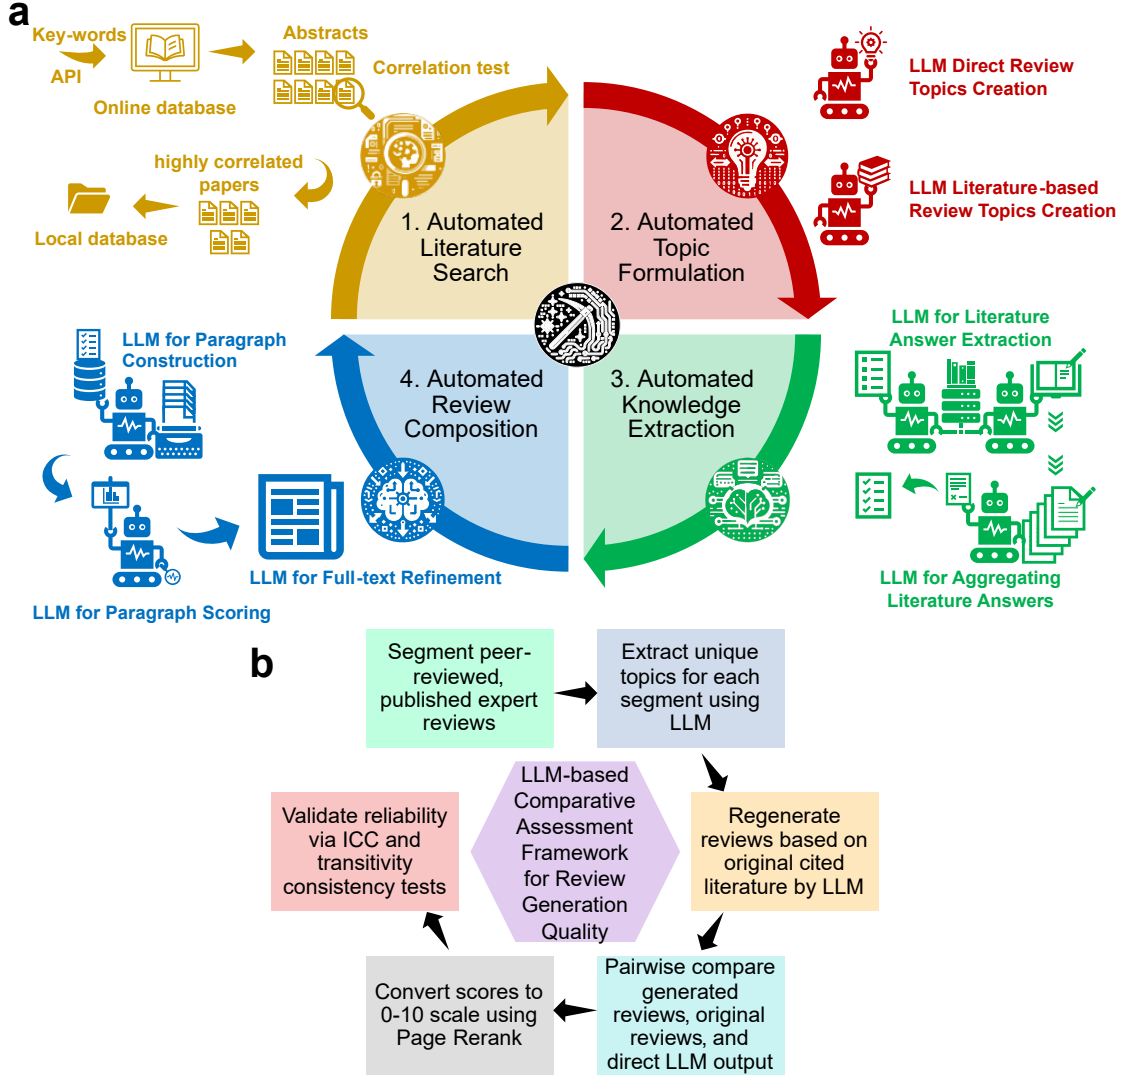 a
Key-words
API
Online database
Abstracts
Correlation test
highly correlated
papers
Local database
1. Automated
Literature
Search
2. Automated
Topic
Formulation
LLM Direct Review
Topics Creation
LLM Literature-based
Review Topics Creation
LLM for Paragraph
Construction
4. Automated
Review
Composition
3. Automated
Knowledge
Extraction
LLM for Literature
Answer Extraction
LLM for Full-text Refinement
LLM for Paragraph Scoring
LLM for Aggregating
Literature Answers
b
Segment peer-
reviewed,
published expert
reviews
Extract unique
topics for each
segment using
LLM
LLM-based
Comparative
Assessment
Framework
for Review
Generation
Quality
Regenerate
reviews based on
original cited
literature by LLM
Pairwise compare
generated
reviews, original
reviews, and
direct LLM output
Convert scores to
0-10 scale using
Page Rerank
Validate reliability
via ICC and
transitivity
consistency tests